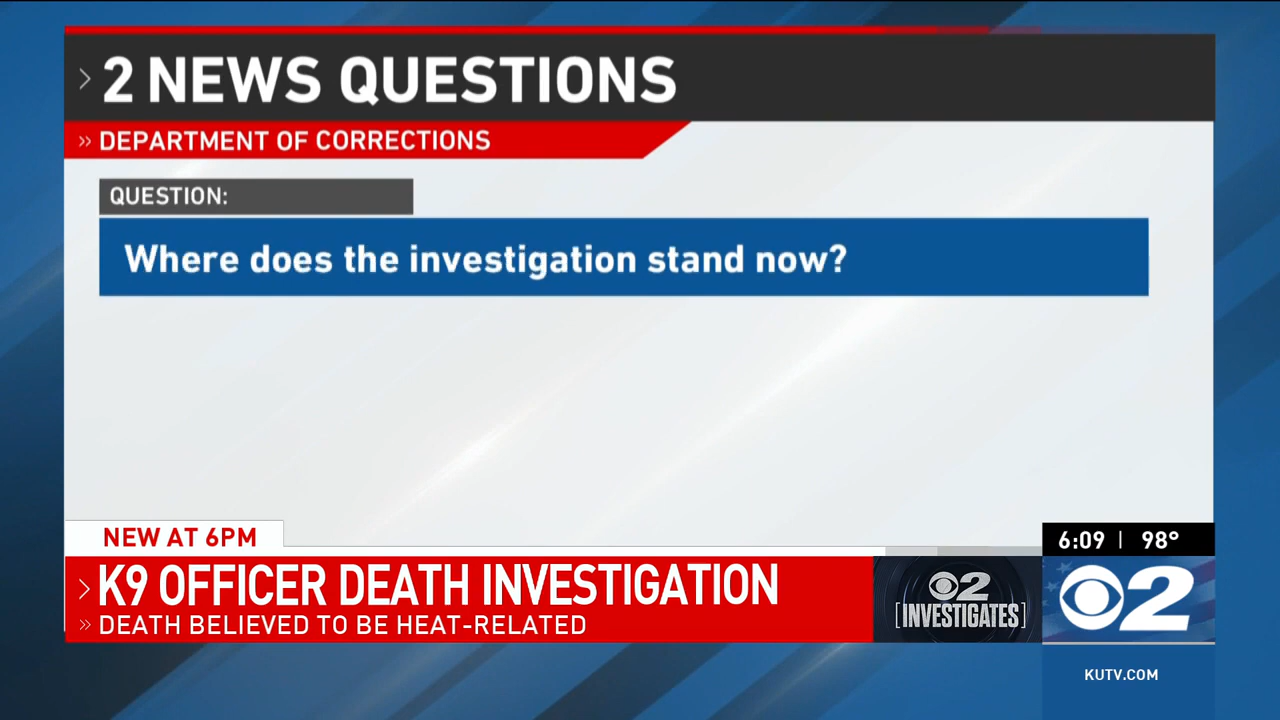 > 2 NEWS QUESTIONS
» DEPARTMENT OF CORRECTIONS
QUESTION:
Where does the investigation stand now?
NEW AT 6PM
> K9 OFFICER DEATH INVESTIGATION
» DEATH BELIEVED TO BE HEAT-RELATED
2
[INVESTIGATES]
6:09 | 98°
2
KUTV.COM